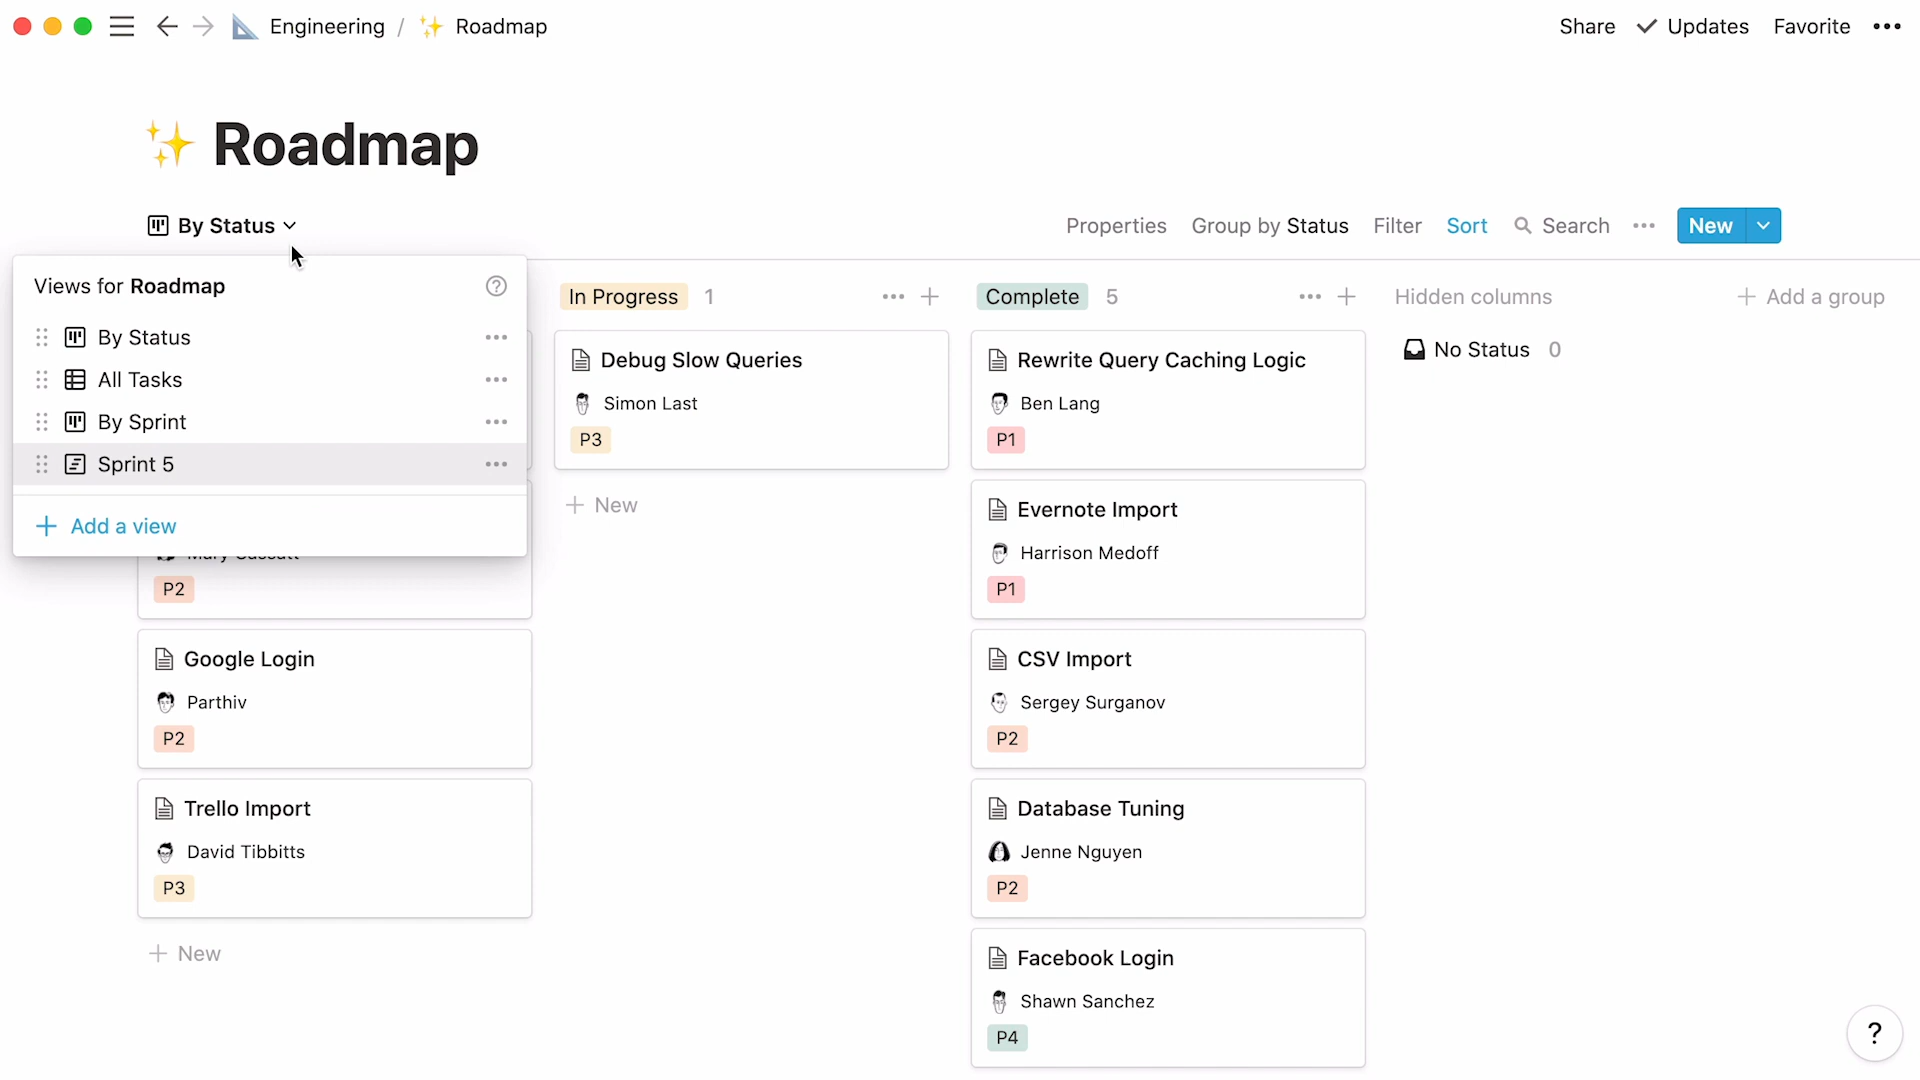 Engineering / Roadmap
Share Updates Favorite
Roadmap
By Status
Properties Group by Status Filter Sort Search New
Views for Roadmap
By Status
All Tasks
By Sprint
Sprint 5
Add a view
P2
Google Login
Parthiv
P2
Trello Import
David Tibbitts
P3
New
In Progress 1
Debug Slow Queries
Simon Last
P3
New
Complete 5
Rewrite Query Caching Logic
Ben Lang
P1
Evernote Import
Harrison Medoff
P1
CSV Import
Sergey Surganov
P2
Database Tuning
Jenne Nguyen
P2
Facebook Login
Shawn Sanchez
P4
Hidden columns
No Status 0
Add a group
?